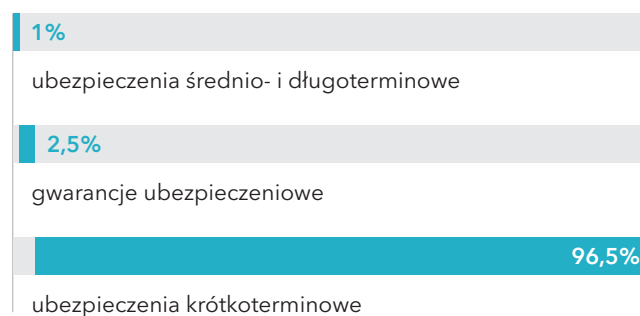 1%
ubezpieczenia średnio- i długoterminowe
2,5%
gwarancje ubezpieczeniowe
96,5%
ubezpieczenia krótkoterminowe